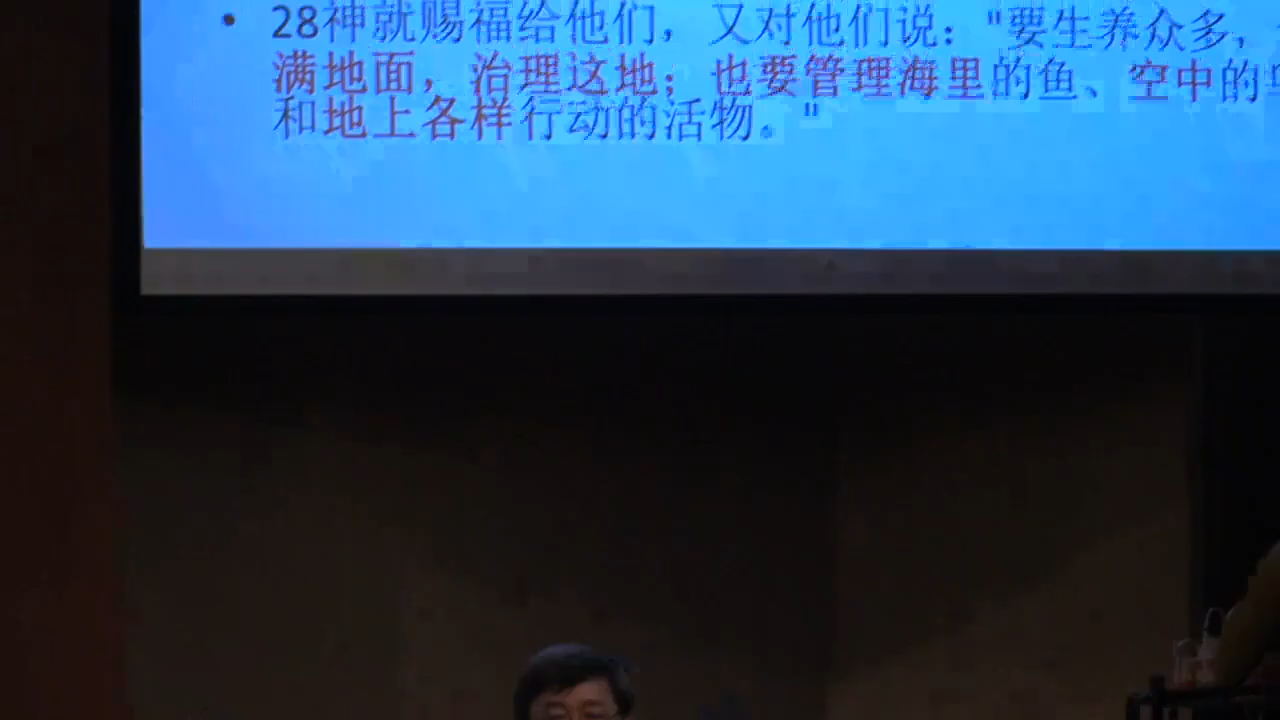 • 28神就赐福给他们，又对他们说："要生养众多，
满地面，治理这地；也要管理海里的鱼、空中的
和地上各样行动的活物。"